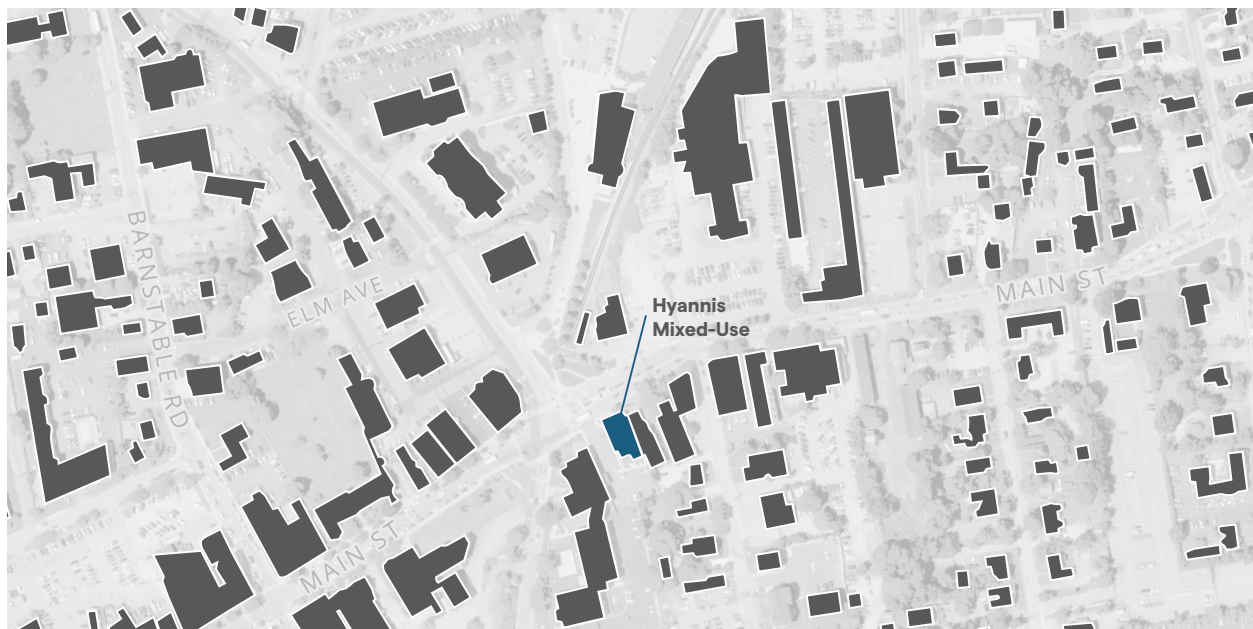 BARNSTABLE RD
ELM AVE
MAIN ST
Hyannis
Mixed-Use
MAIN ST